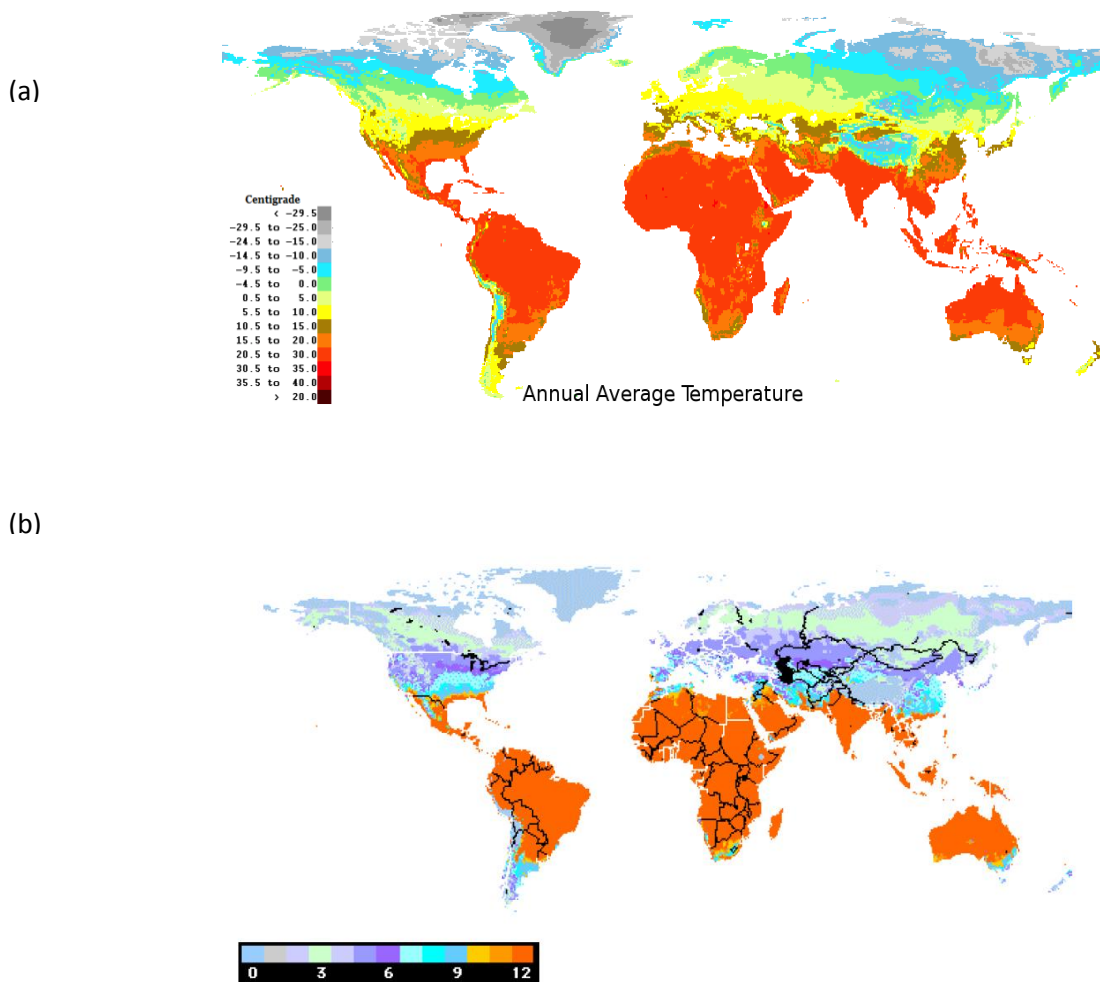 (a)
Centigrade
< -29.5
-29.5 to -25.0
-24.5 to -15.0
-14.5 to -10.0
-9.5 to -5.0
-4.5 to 0.0
0.5 to 5.0
5.5 to 10.0
10.5 to 15.0
15.5 to 20.0
20.5 to 30.0
30.5 to 35.0
35.5 to 40.0
> 20.0
Annual Average Temperature
(b)
0 3 6 9 12